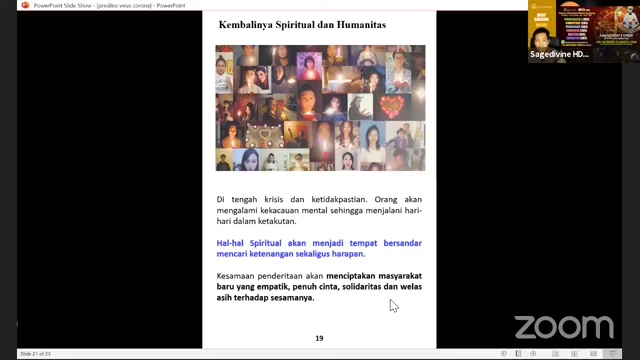 PowerPoint Slide Show - [prediksi virus corona] - PowerPoint
Kembalinya Spiritual dan Humanitas
Di tengah krisis dan ketidakpastian. Orang akan
mengalami kekacauan mental sehingga menjalani hari-
hari dalam ketakutan.
Hal-hal Spiritual akan menjadi tempat bersandar
mencari ketenangan sekaligus harapan.
Kesamaan penderitaan akan menciptakan masyarakat
baru yang empatik, penuh cinta, solidaritas dan welas
asih terhadap sesamanya.
19
Sagedivine HD...
zoom
Slide 21 of 23